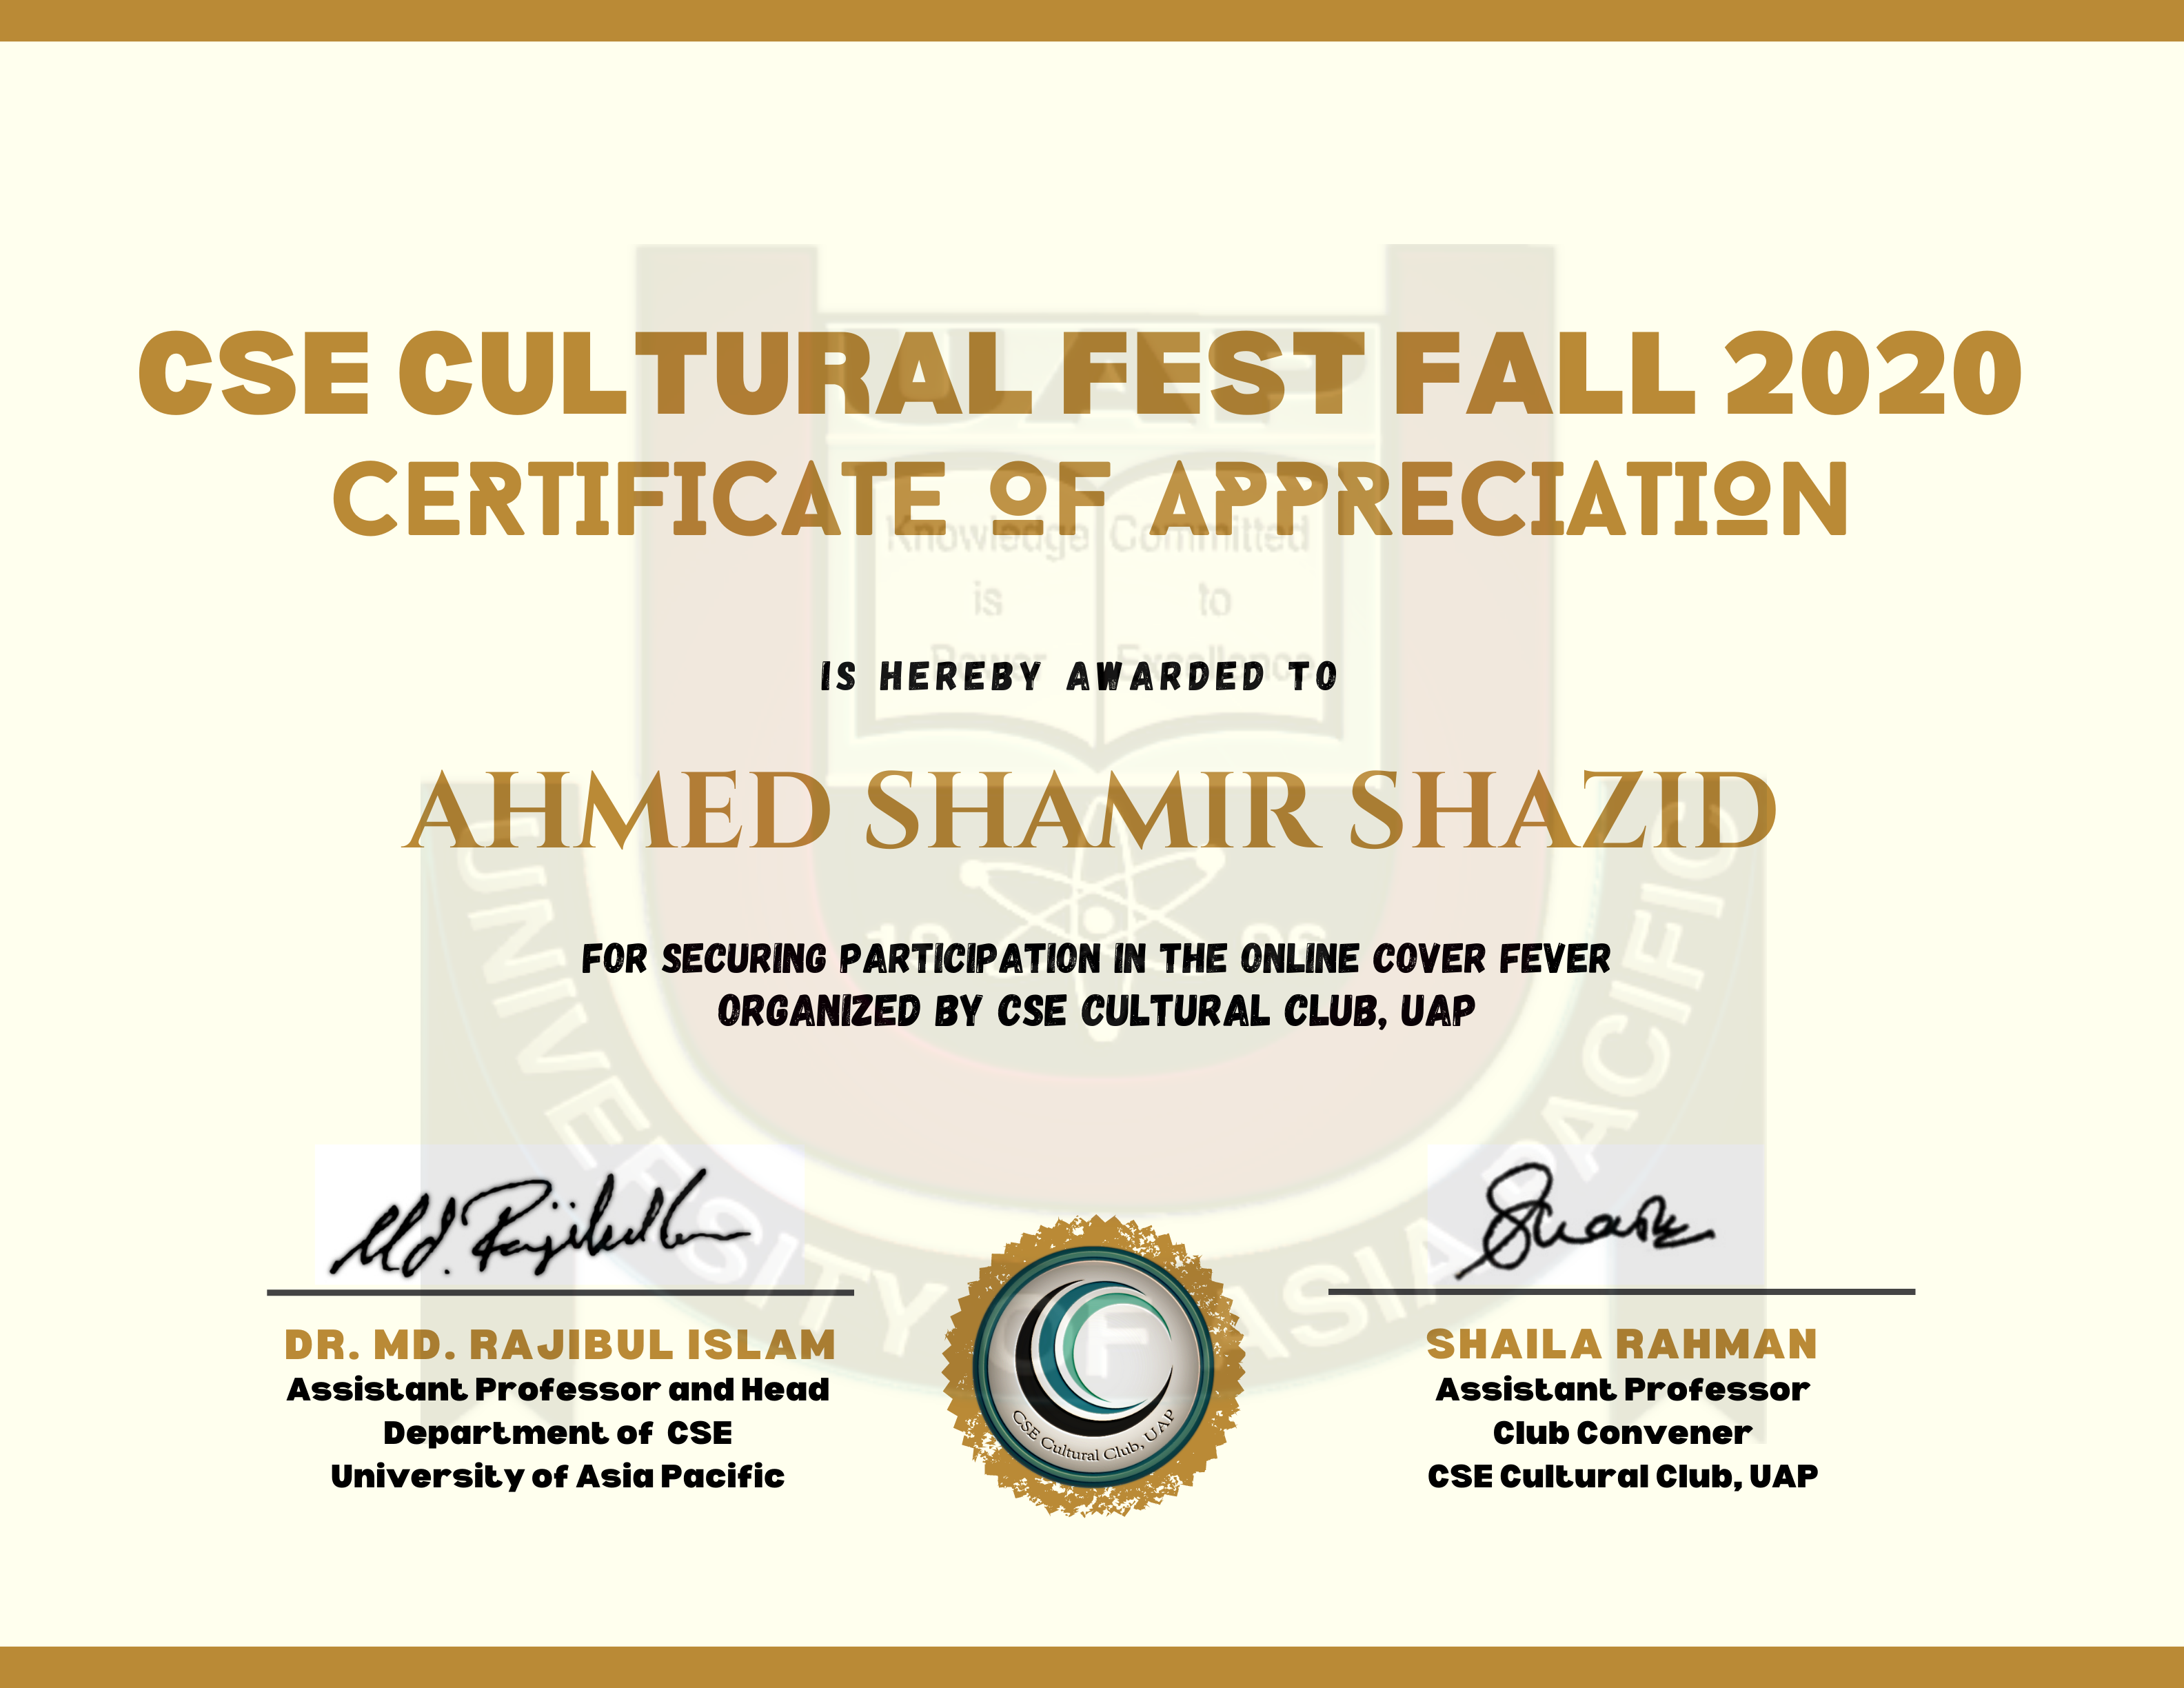 CSE CULTURAL FEST FALL 2020
CERTIFICATE OF APPRECIATION
UAP
Knowledge is Power
Committed to Excellence
IS HEREBY AWARDED TO
AHMED SHAMIR SHAZID
FOR SECURING PARTICIPATION IN THE ONLINE COVER FEVER
ORGANIZED BY CSE CULTURAL CLUB, UAP
UNIVERSITY OF ASIA PACIFIC
Md. Rajibul
DR. MD. RAJIBUL ISLAM
Assistant Professor and Head
Department of CSE
University of Asia Pacific
CSE Cultural Club, UAP
SHAILA RAHMAN
Assistant Professor
Club Convener
CSE Cultural Club, UAP